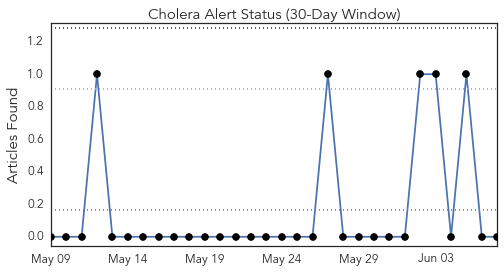 Cholera Alert Status (30-Day Window)
Articles Found
1.2
1.0
0.8
0.6
0.4
0.2
0.0
May 09 May 14 May 19 May 24 May 29 Jun 03